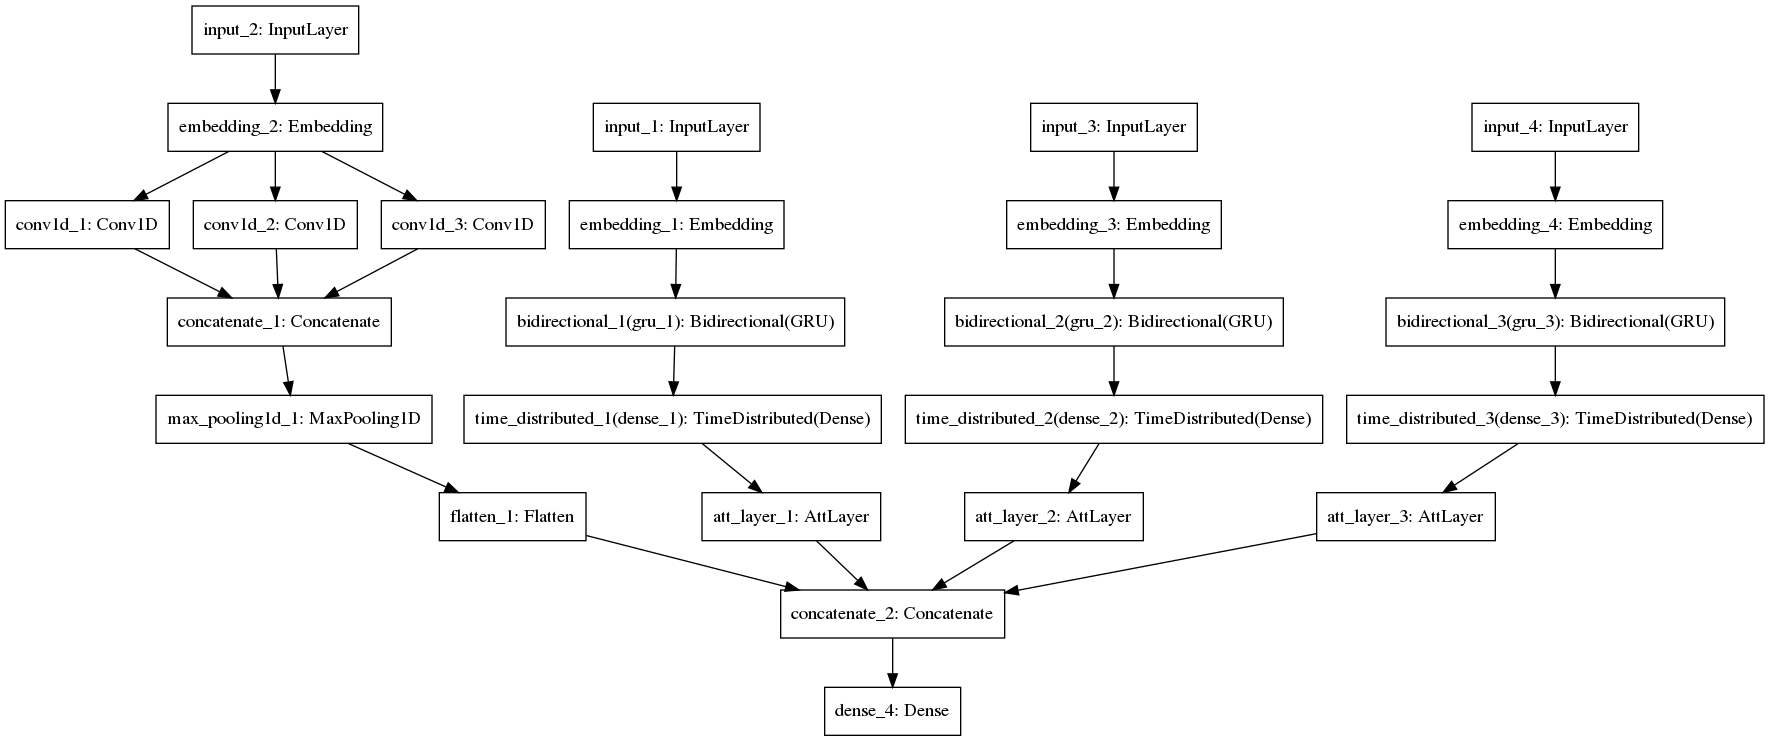 input_2: InputLayer
embedding_2: Embedding
input_1: InputLayer
input_3: InputLayer
input_4: InputLayer
conv1d_1: Conv1D
conv1d_2: Conv1D
conv1d_3: Conv1D
embedding_1: Embedding
embedding_3: Embedding
embedding_4: Embedding
concatenate_1: Concatenate
bidirectional_1(gru_1): Bidirectional(GRU)
bidirectional_2(gru_2): Bidirectional(GRU)
bidirectional_3(gru_3): Bidirectional(GRU)
max_pooling1d_1: MaxPooling1D
time_distributed_1(dense_1): TimeDistributed(Dense)
time_distributed_2(dense_2): TimeDistributed(Dense)
time_distributed_3(dense_3): TimeDistributed(Dense)
flatten_1: Flatten
att_layer_1: AttLayer
att_layer_2: AttLayer
att_layer_3: AttLayer
concatenate_2: Concatenate
dense_4: Dense